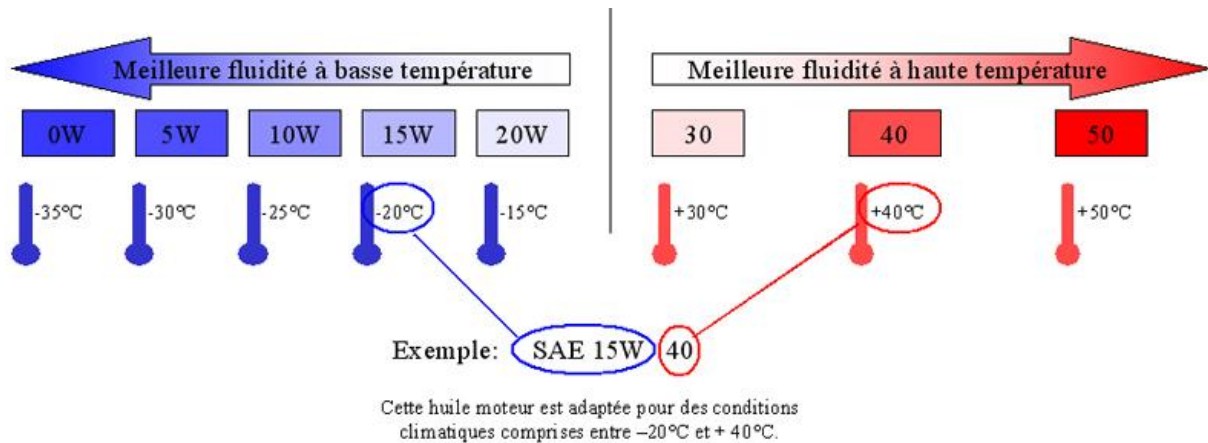 Meilleure fluidité à basse température
Meilleure fluidité à haute température
0W 5W 10W 15W 20W 30 40 50
-35°C -30°C -25°C -20°C -15°C +30°C +40°C +50°C
Exemple: SAE 15W 40
Cette huile moteur est adaptée pour des conditions
climatiques comprises entre –20°C et + 40°C.